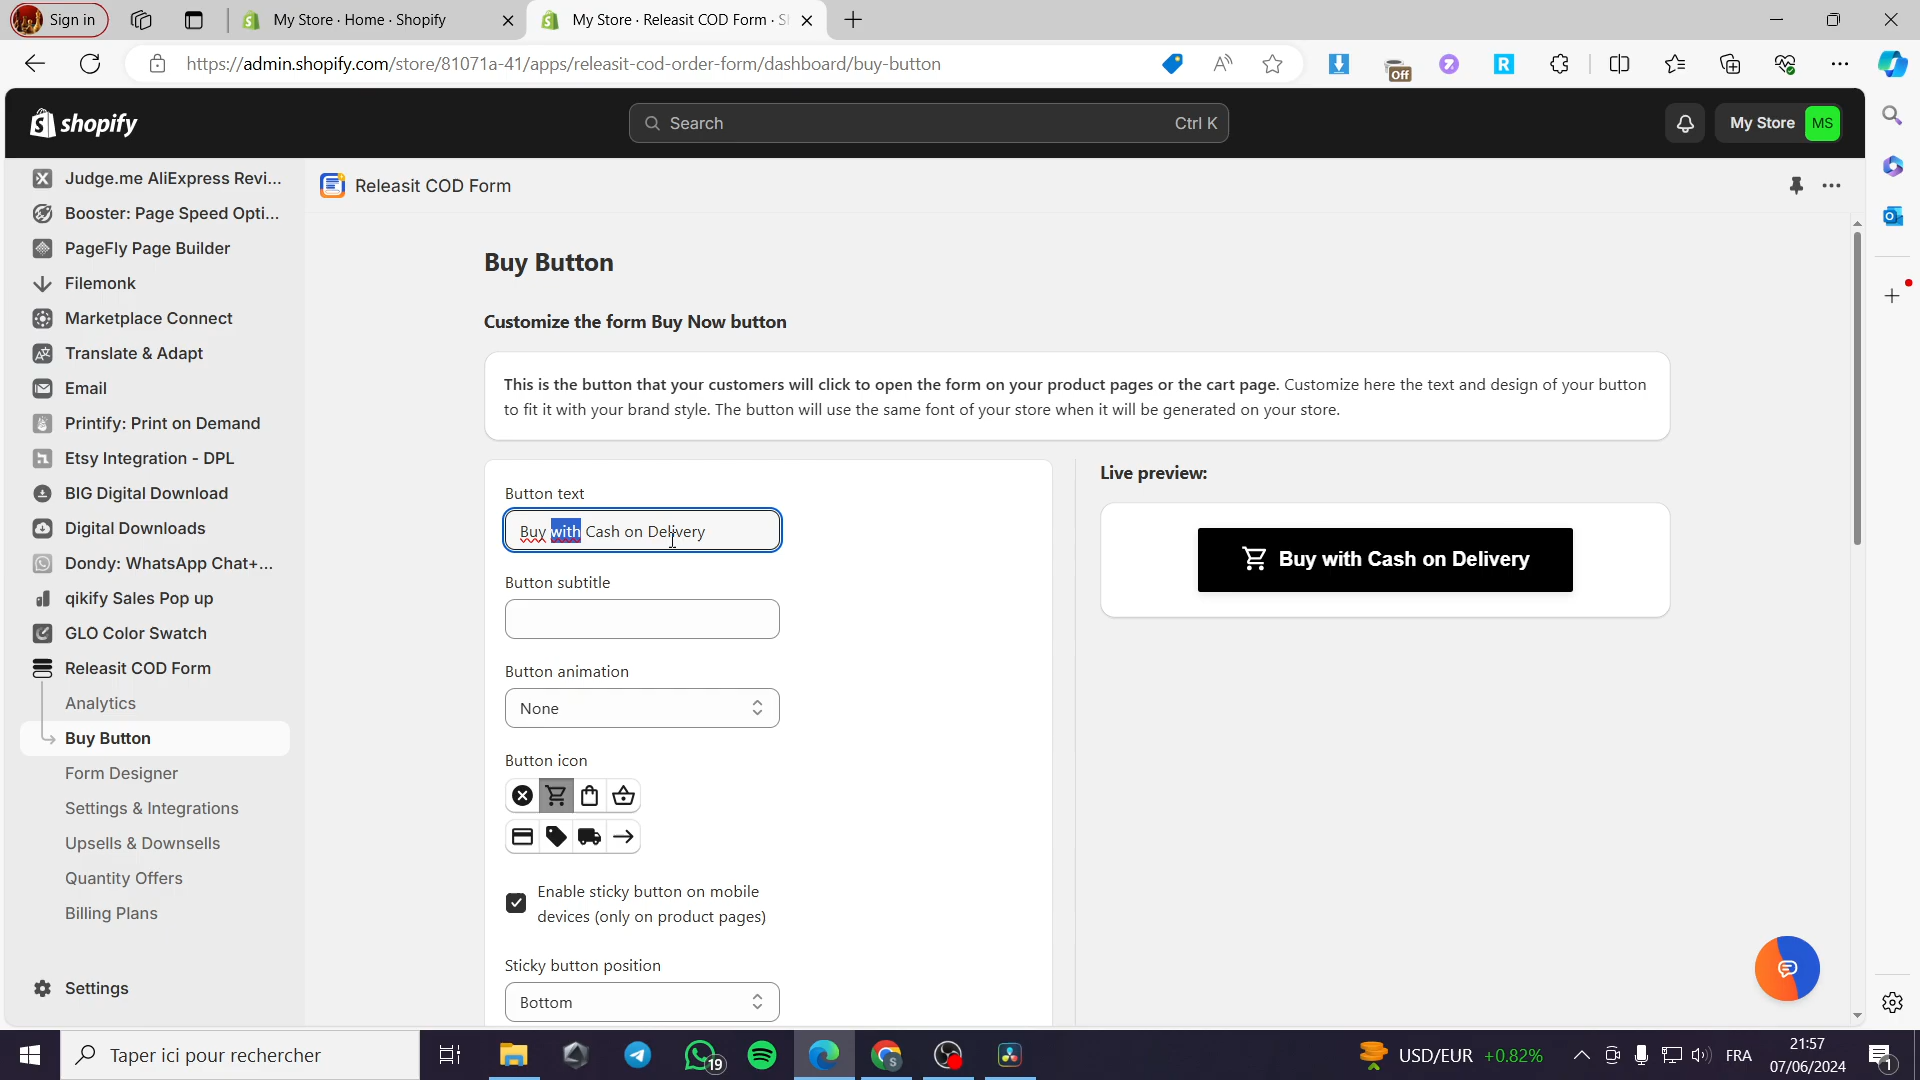 Sign in
My Store · Home · Shopify
My Store · Releasit COD Form · S
https://admin.shopify.com/store/81071a-41/apps/releasit-cod-order-form/dashboard/buy-button
Off
shopify
Search
Ctrl K
My Store
MS
Judge.me AliExpress Revi...
Booster: Page Speed Opti...
PageFly Page Builder
Filemonk
Marketplace Connect
Translate & Adapt
Email
Printify: Print on Demand
Etsy Integration - DPL
BIG Digital Download
Digital Downloads
Dondy: WhatsApp Chat+...
qikify Sales Pop up
GLO Color Swatch
Releasit COD Form
Analytics
Buy Button
Form Designer
Settings & Integrations
Upsells & Downsells
Quantity Offers
Billing Plans
Settings
Releasit COD Form
Buy Button
Customize the form Buy Now button
This is the button that your customers will click to open the form on your product pages or the cart page. Customize here the text and design of your button
to fit it with your brand style. The button will use the same font of your store when it will be generated on your store.
Button text
Buy with Cash on Delivery
Button subtitle
Button animation
None
Button icon
Enable sticky button on mobile
devices (only on product pages)
Sticky button position
Bottom
Live preview:
Buy with Cash on Delivery
Taper ici pour rechercher
19
USD/EUR +0.82%
FRA
21:57
07/06/2024
1